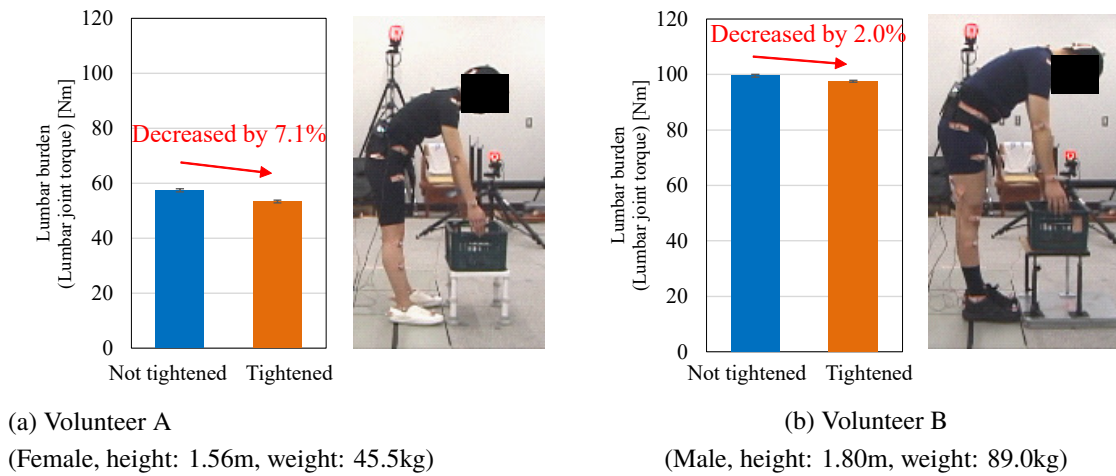 Lumbar burden
(Lumbar joint torque) [Nm]
120
100
80
60
40
20
0
Decreased by 7.1%
Not tightened Tightened
(a) Volunteer A
(Female, height: 1.56m, weight: 45.5kg)
Lumbar burden
(Lumbar joint torque) [Nm]
120
100
80
60
40
20
0
Decreased by 2.0%
Not tightened Tightened
(b) Volunteer B
(Male, height: 1.80m, weight: 89.0kg)